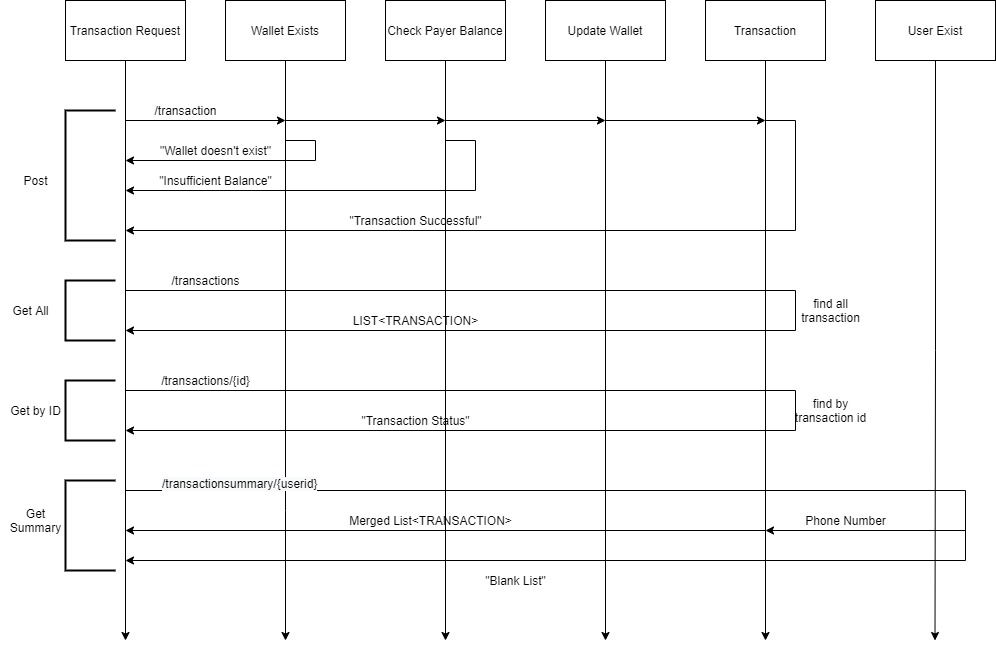 Transaction Request
Wallet Exists
Check Payer Balance
Update Wallet
Transaction
User Exist
Post
/transaction
"Wallet doesn't exist"
"Insufficient Balance"
"Transaction Successful"
Get All
/transactions
LIST<TRANSACTION>
find all
transaction
Get by ID
/transactions/{id}
"Transaction Status"
find by
transaction id
Get
Summary
/transactionsummary/{userid}
Merged List<TRANSACTION>
Phone Number
"Blank List"